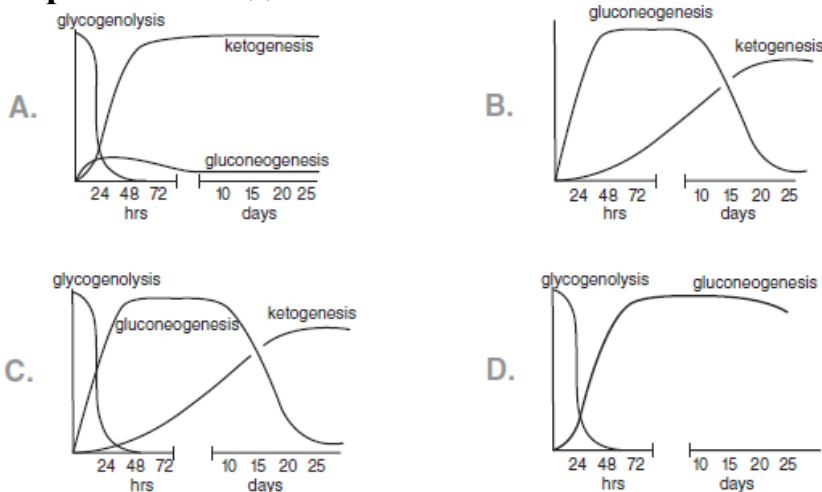 glycogenolysis
ketogenesis
A.
gluconeogenesis
24 48 72
10 15 20 25
hrs
days
gluconeogenesis
ketogenesis
B.
24 48 72
10 15 20 25
hrs
days
glycogenolysis
ketogenesis
gluconeogenesis
C.
24 48 72
10 15 20 25
hrs
days
glycogenolysis
gluconeogenesis
D.
24 48 72
10 15 20 25
hrs
days